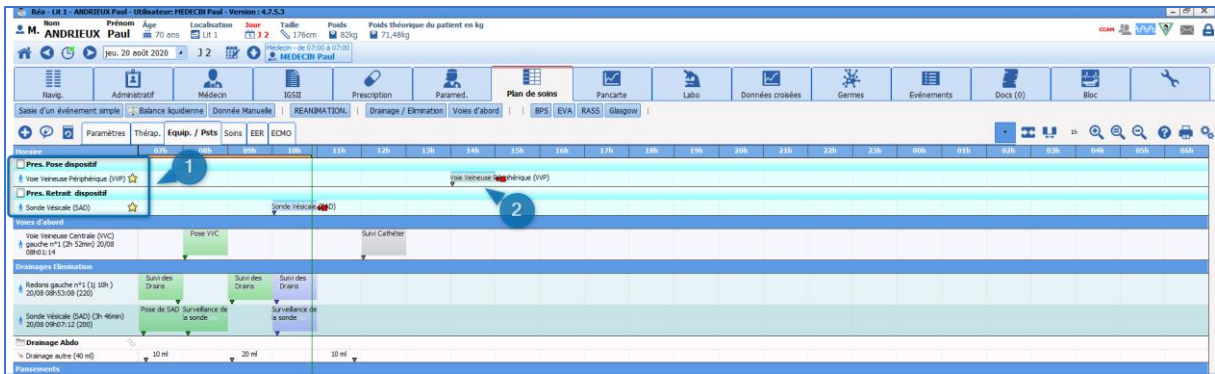 Réa - Lit 1 - ANDRIEUX Paul - Utilisateur: MEDECIN Paul - Version : 4.7.5.3
Nom Prénom Âge Localisation Jour Taille Poids Poids théorique du patient en kg
M. ANDRIEUX Paul 70 ans Lit 1 J 2 176cm 82kg 71,48kg
CCAM
jeu. 20 août 2020 J 2 Médecin - de 07:00 à 07:00
MEDECIN Paul
Navig. Administratif Médecin IGSII Prescription Paramed. Plan de soins Pancarte Labo Données croisées Germes Evénements Docs (0) Bloc
Saisie d'un événement simple Balance liquidienne Donnée Manuelle REANIMATION. Drainage / Elimination Voies d'abord BPS EVA RASS Glasgow
Paramètres Thérap. Equip. / Psts Soins EER ECMO 1h
Horaire 07h 08h 09h 10h 11h 12h 13h 14h 15h 16h 17h 18h 19h 20h 21h 22h 23h 00h 01h 02h 03h 04h 05h 06h
Pres. Pose dispositif
1
Voie Veineuse Périphérique (VVP) Voie Veineuse Périphérique (VVP)
Pres. Retrait dispositif
2
Sonde Vésicale (SAD) Sonde Vésicale (SAD)
Voies d'abord
Voie Veineuse Centrale (VVC) Pose VVC Suivi Cathéter
gauche n°1 (2h 52min) 20/08
08h01:14
Drainages Elimination
Redons gauche n°1 (1j 10h ) Suivi des Suivi des Suivi des
20/08 08h53:08 (220) Drains Drains Drains
Sonde Vésicale (SAD) (3h 46min) Pose de SAD Surveillance de Surveillance de
20/08 09h07:12 (200) la sonde la sonde
Drainage Abdo
Drainage autre (40 ml) 10 ml 20 ml 10 ml
Pansements